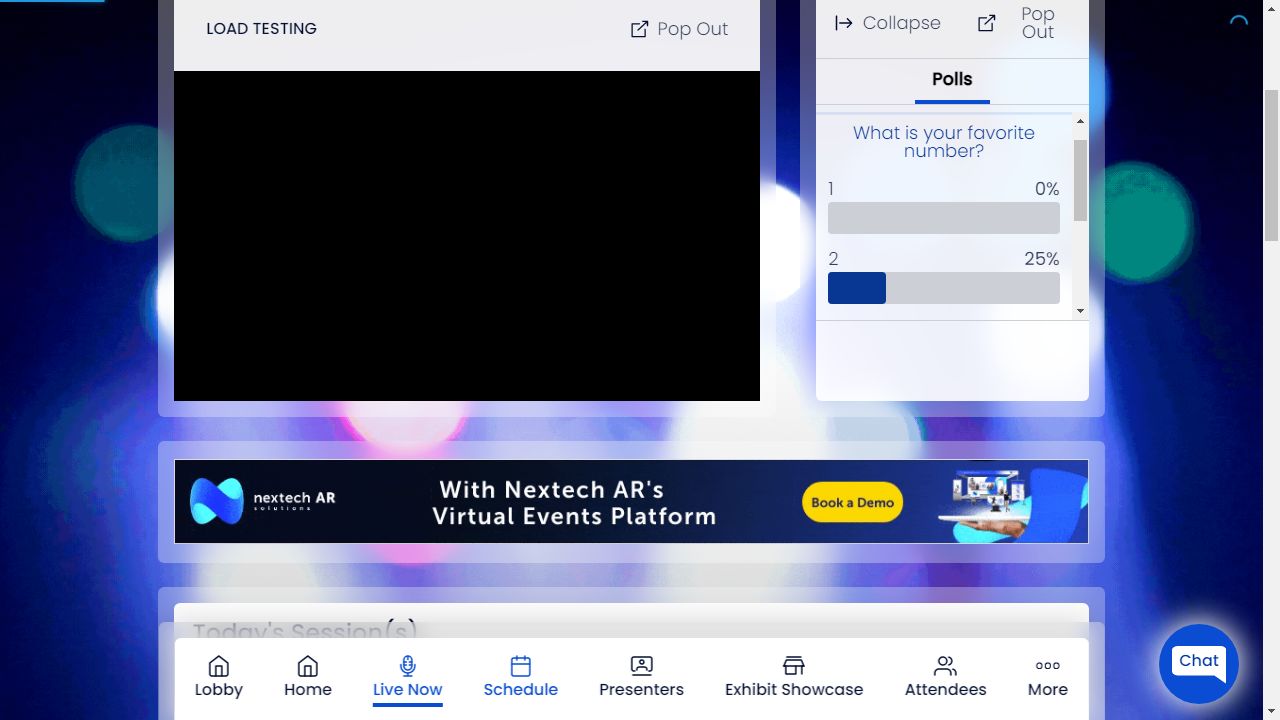 LOAD TESTING
Pop Out
Collapse
Pop
Out
Polls
What is your favorite
number?
1 0%
2 25%
nextech AR
solutions
With Nextech AR's
Virtual Events Platform
Book a Demo
Today's Session(s)
Lobby
Home
Live Now
Schedule
Presenters
Exhibit Showcase
Attendees
More
Chat